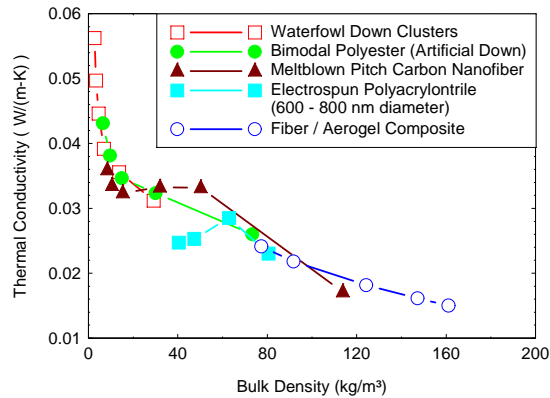 0.06
0.05
0.04
0.03
0.02
0.01
Thermal Conductivity ( W/(m-K) )
Waterfowl Down Clusters
Bimodal Polyester (Artificial Down)
Meltblown Pitch Carbon Nanofiber
Electrospun Polyacrylontrile
(600 - 800 nm diameter)
Fiber / Aerogel Composite
0 40 80 120 160 200
Bulk Density (kg/m³)